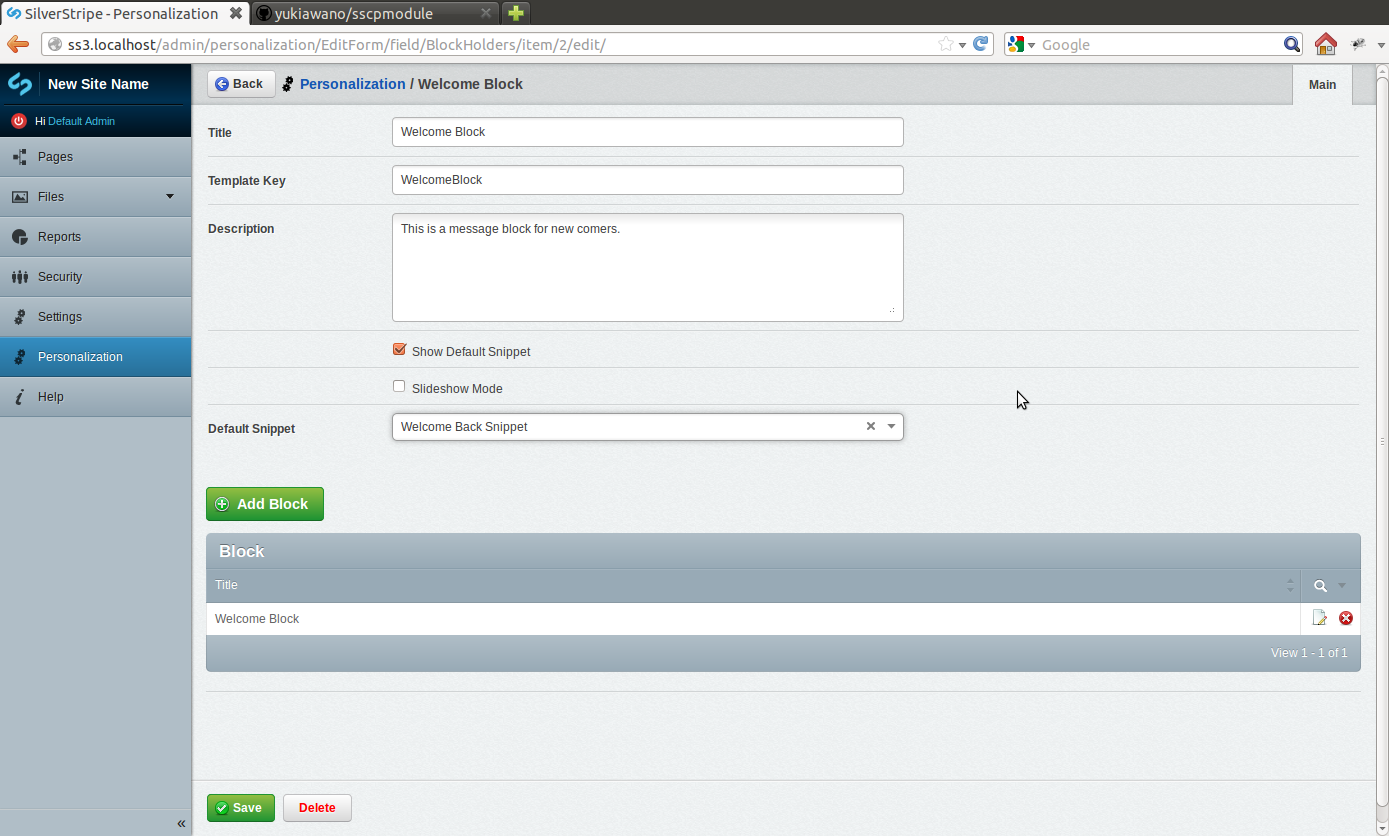 SilverStripe - Personalization
yukiawano/sscpmodule
ss3.localhost/admin/personalization/EditForm/field/BlockHolders/item/2/edit/
Google
New Site Name
Hi Default Admin
Pages
Files
Reports
Security
Settings
Personalization
Help
«
Back
Personalization / Welcome Block
Main
Title
Welcome Block
Template Key
WelcomeBlock
Description
This is a message block for new comers.
Show Default Snippet
Slideshow Mode
Default Snippet
Welcome Back Snippet
Add Block
Block
Title
Welcome Block
View 1 - 1 of 1
Save
Delete